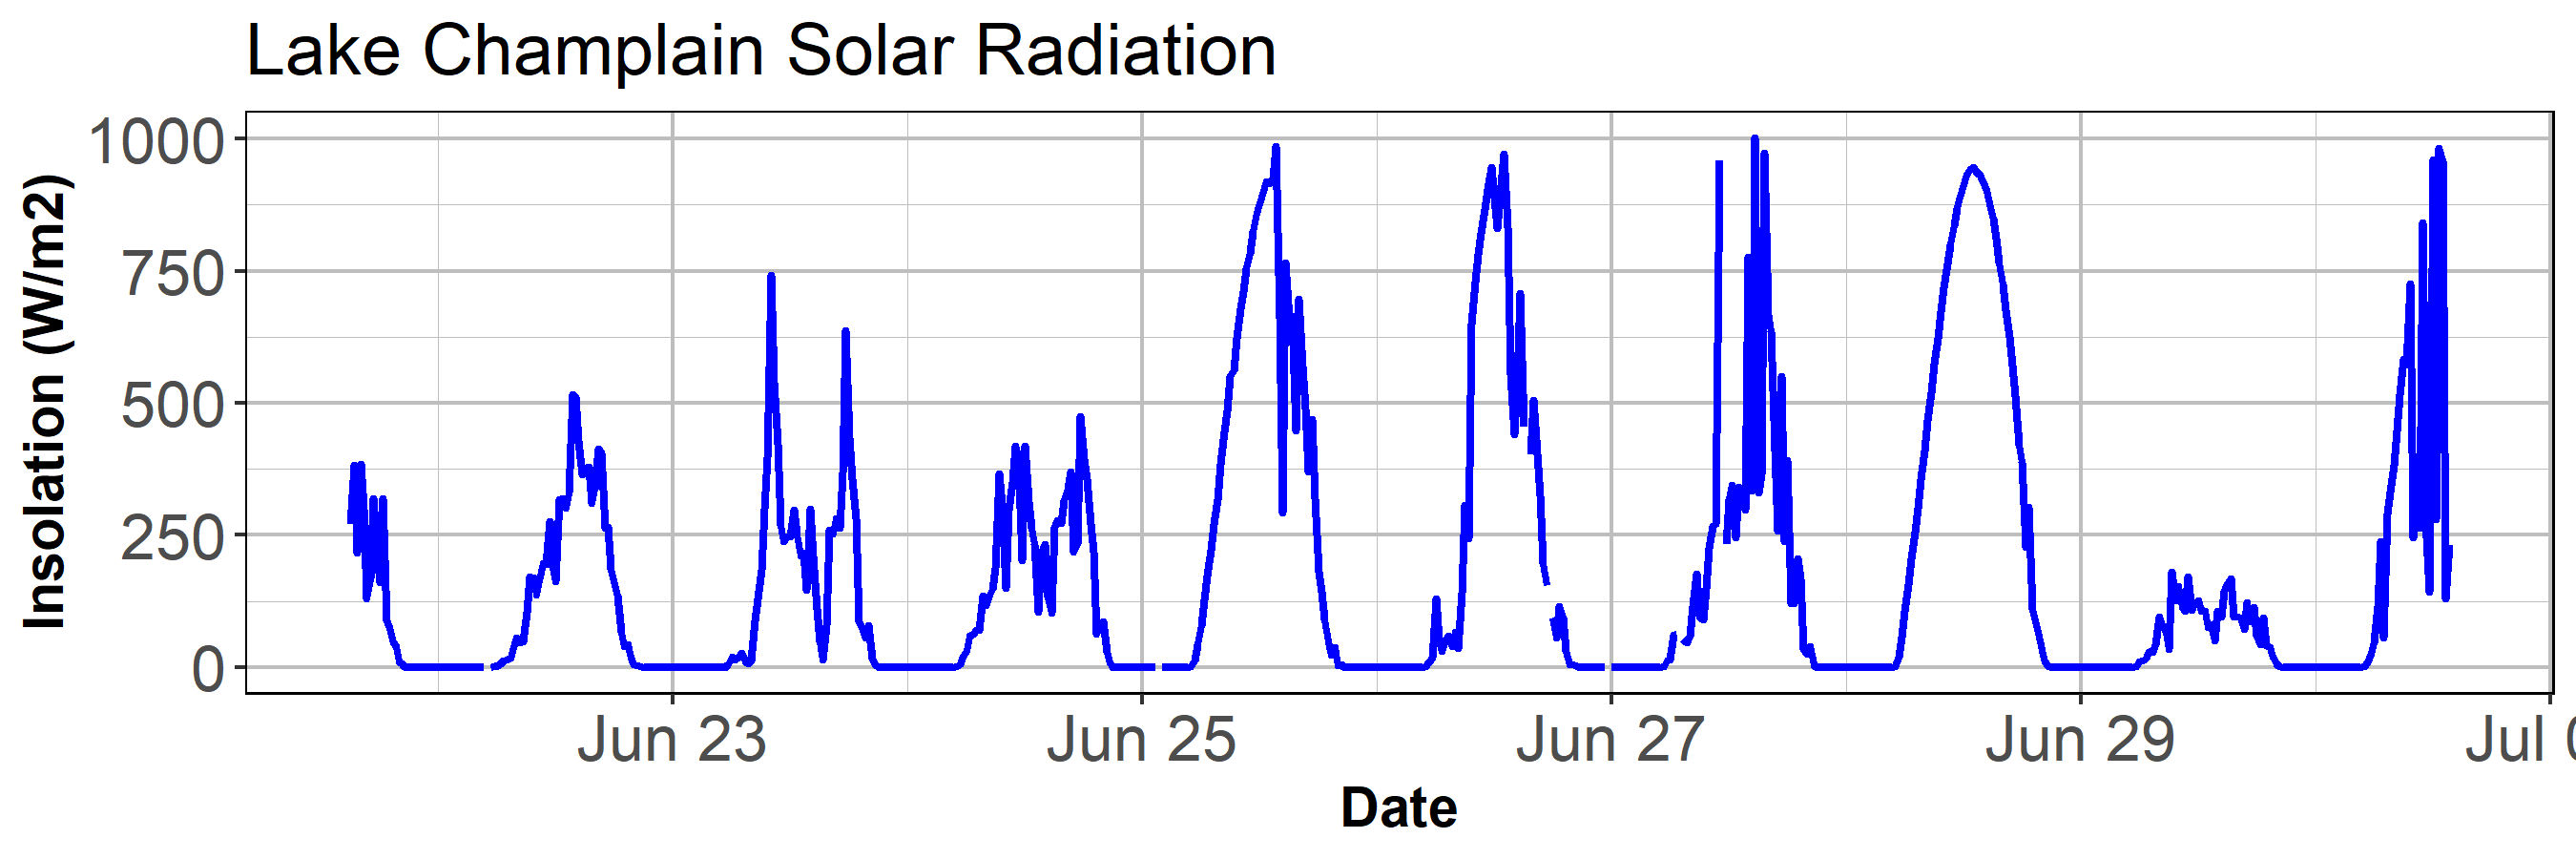 Lake Champlain Solar Radiation
1000
750
500
250
0
Insolation (W/m2)
Jun 23 Jun 25 Jun 27 Jun 29 Jul
Date